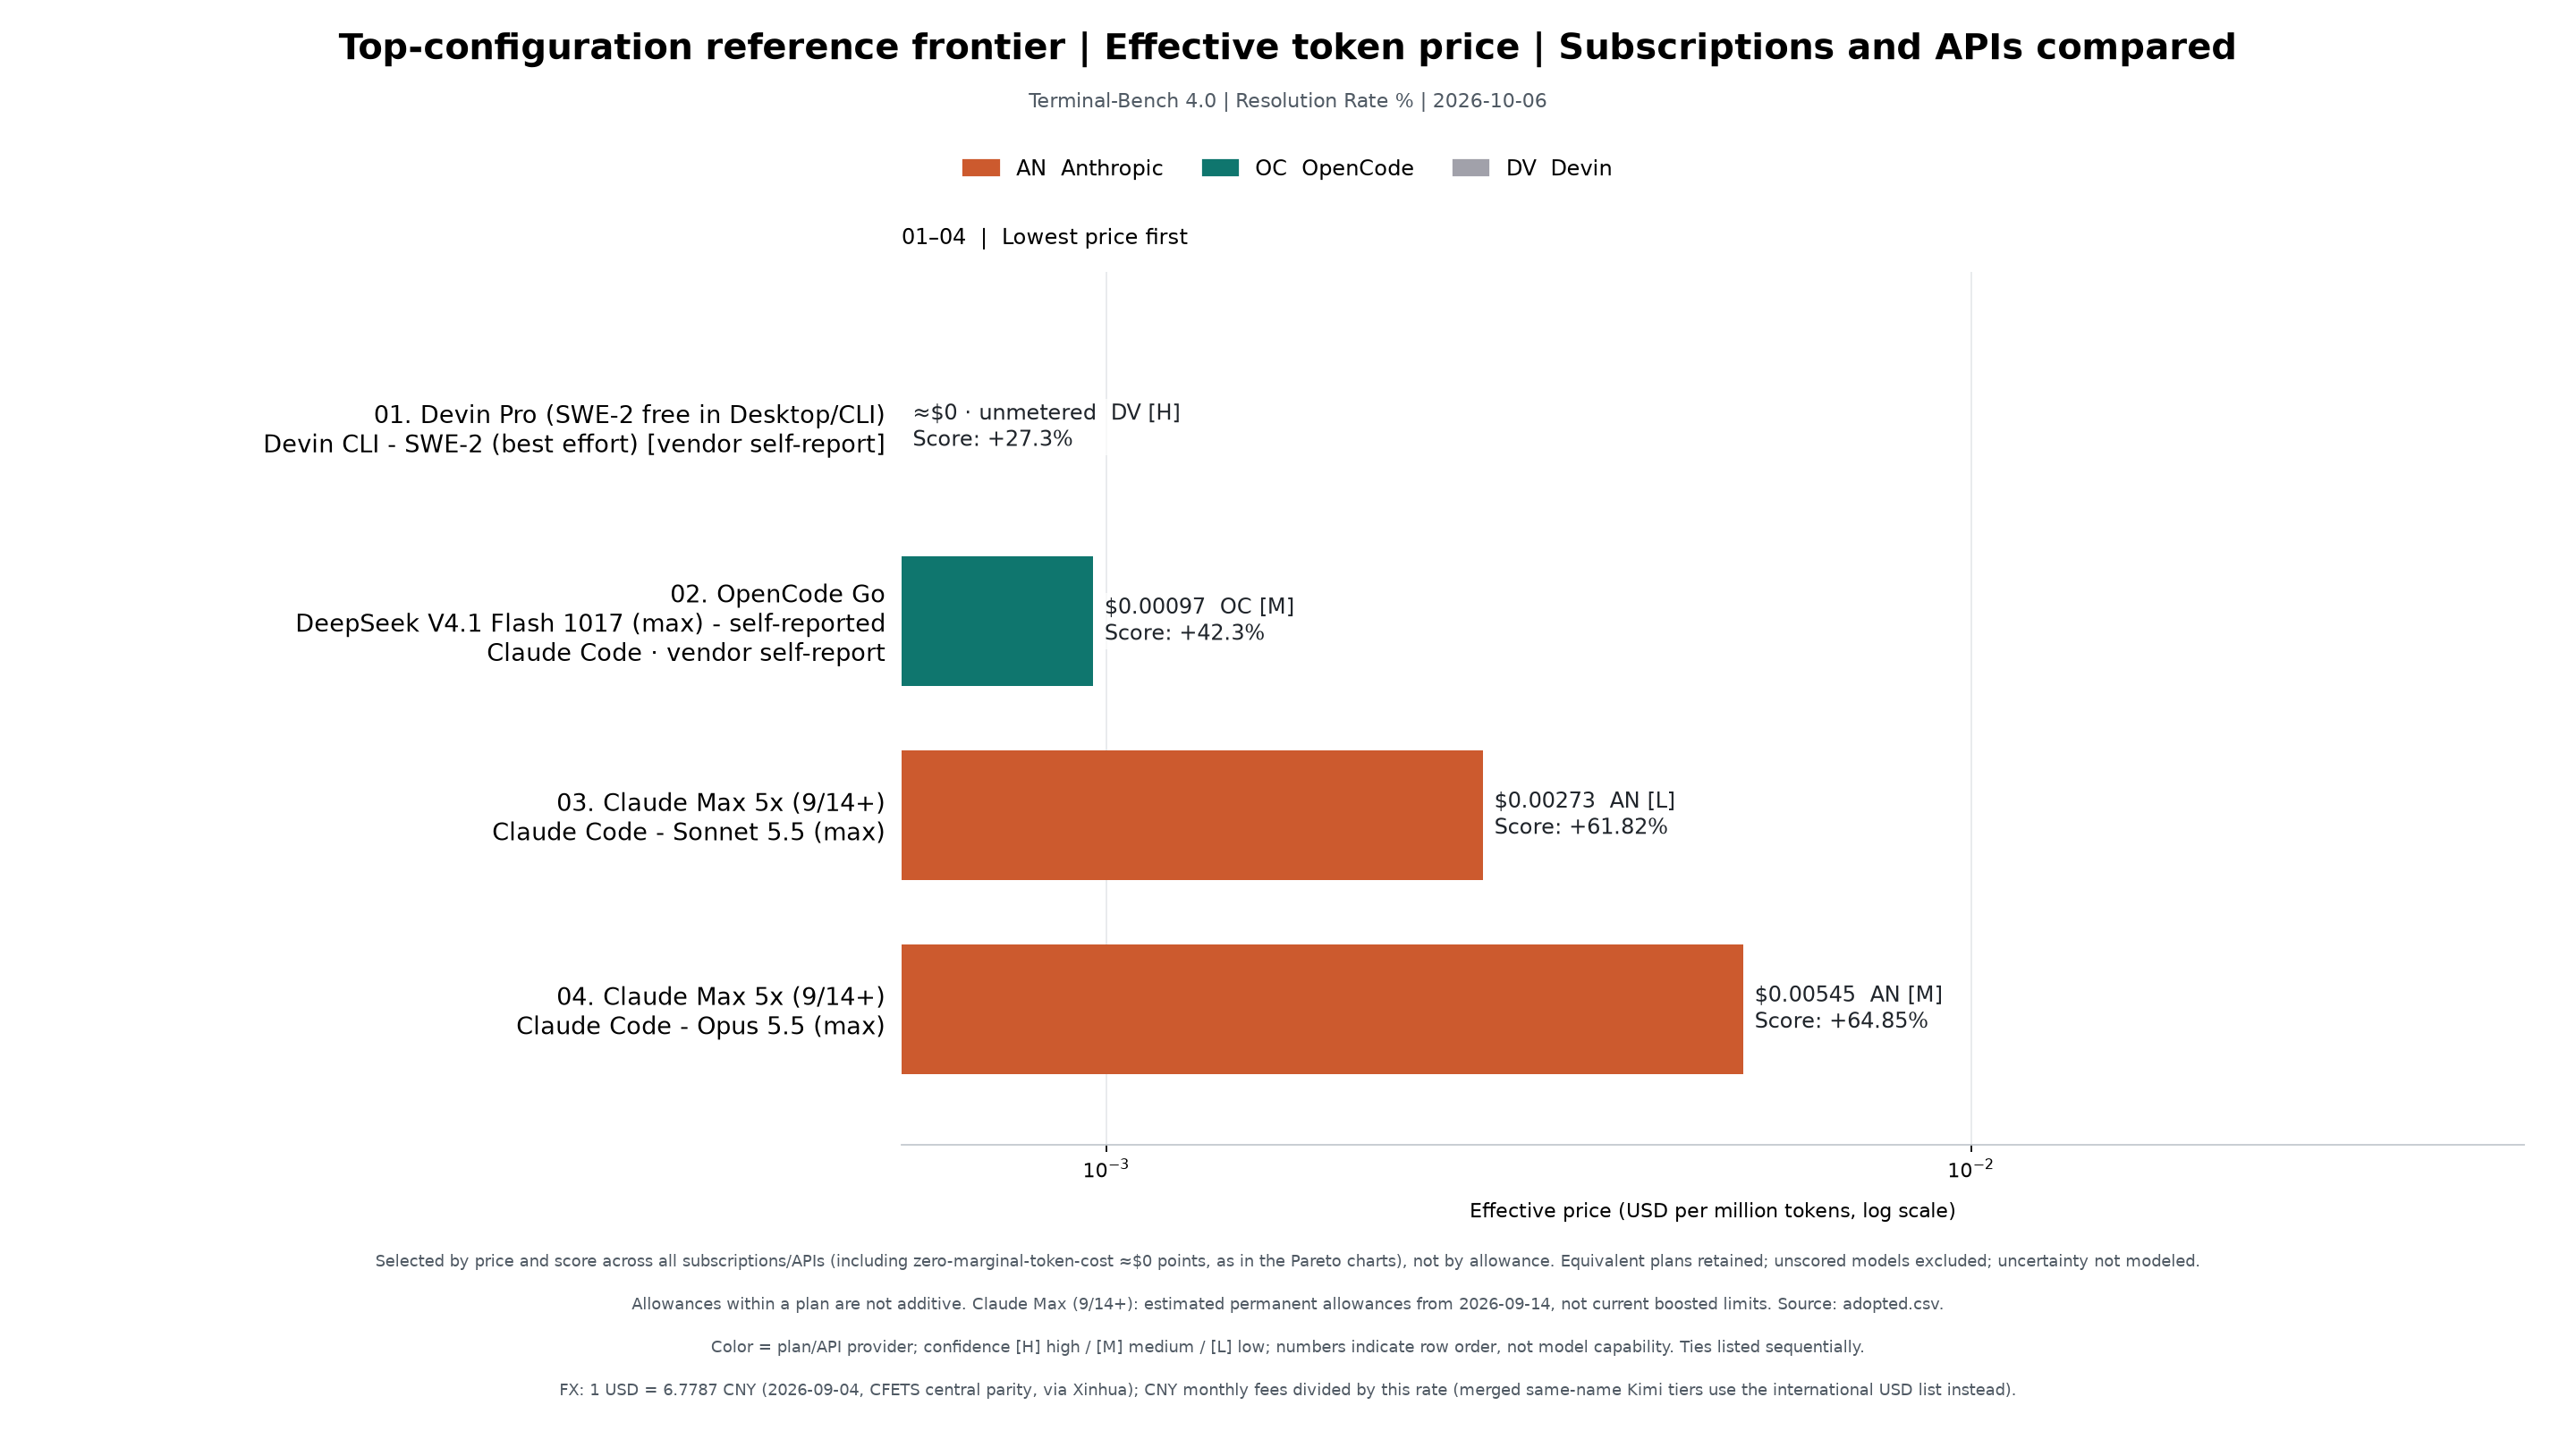 Top-configuration reference frontier | Effective token price | Subscriptions and APIs compared
Terminal-Bench 4.0 | Resolution Rate % | 2026-10-06
AN  Anthropic
OC  OpenCode
DV  Devin
01–04  |  Lowest price first
01. Devin Pro (SWE-2 free in Desktop/CLI)
Devin CLI - SWE-2 (best effort) [vendor self-report]
≈$0 · unmetered  DV [H]
Score: +27.3%
02. OpenCode Go
DeepSeek V4.1 Flash 1017 (max) - self-reported
Claude Code · vendor self-report
$0.00097  OC [M]
Score: +42.3%
03. Claude Max 5x (9/14+)
Claude Code - Sonnet 5.5 (max)
$0.00273  AN [L]
Score: +61.82%
04. Claude Max 5x (9/14+)
Claude Code - Opus 5.5 (max)
$0.00545  AN [M]
Score: +64.85%
10⁻³
10⁻²
Effective price (USD per million tokens, log scale)
Selected by price and score across all subscriptions/APIs (including zero-marginal-token-cost ≈$0 points, as in the Pareto charts), not by allowance. Equivalent plans retained; unscored models excluded; uncertainty not modeled.
Allowances within a plan are not additive. Claude Max (9/14+): estimated permanent allowances from 2026-09-14, not current boosted limits. Source: adopted.csv.
Color = plan/API provider; confidence [H] high / [M] medium / [L] low; numbers indicate row order, not model capability. Ties listed sequentially.
FX: 1 USD = 6.7787 CNY (2026-09-04, CFETS central parity, via Xinhua); CNY monthly fees divided by this rate (merged same-name Kimi tiers use the international USD list instead).